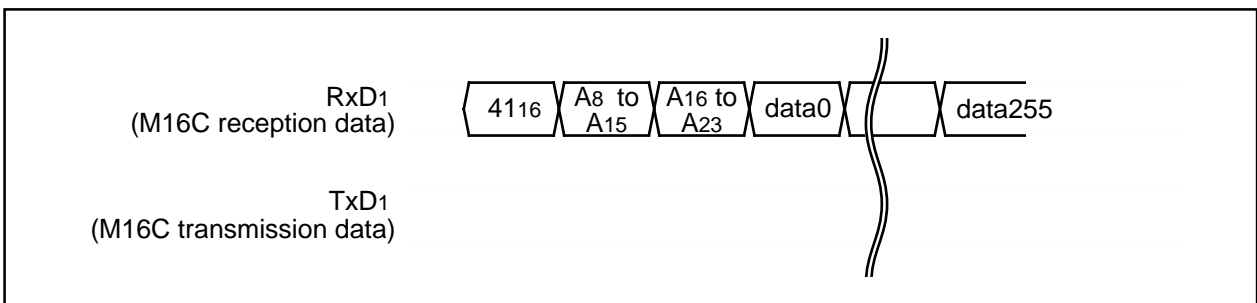 RxD1
(M16C reception data)
4116
A8 to
A15
A16 to
A23
data0
data255
TxD1
(M16C transmission data)